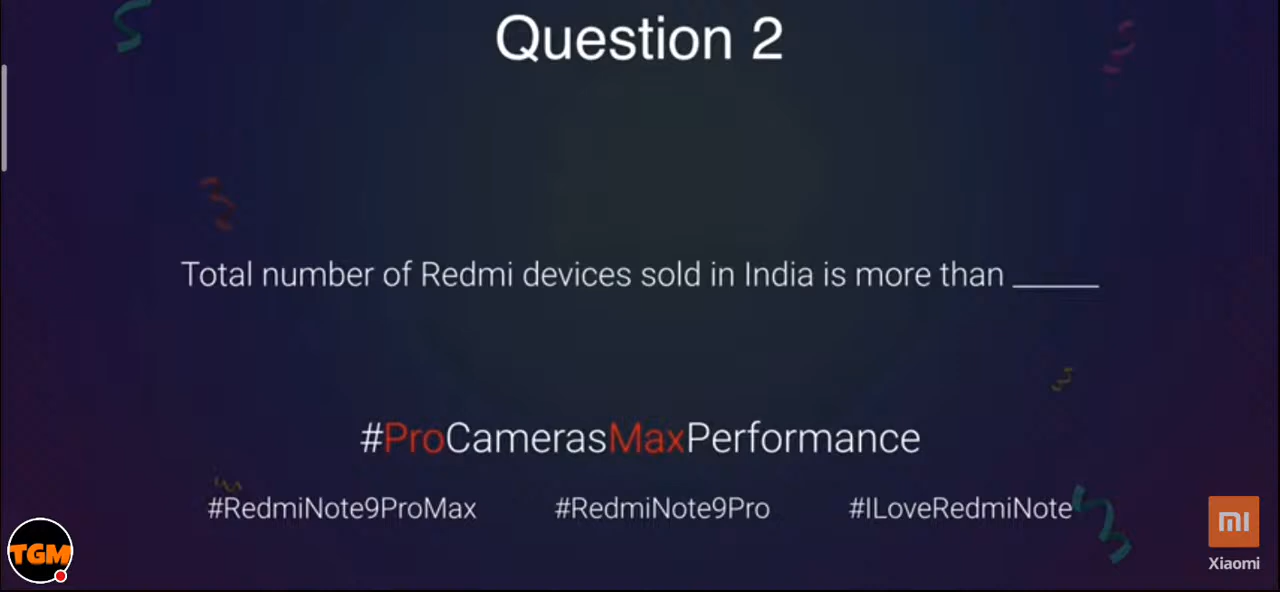 Question 2
Total number of Redmi devices sold in India is more than ______
#ProCamerasMaxPerformance
#RedmiNote9ProMax #RedmiNote9Pro #ILoveRedmiNote
TGM
MI
Xiaomi